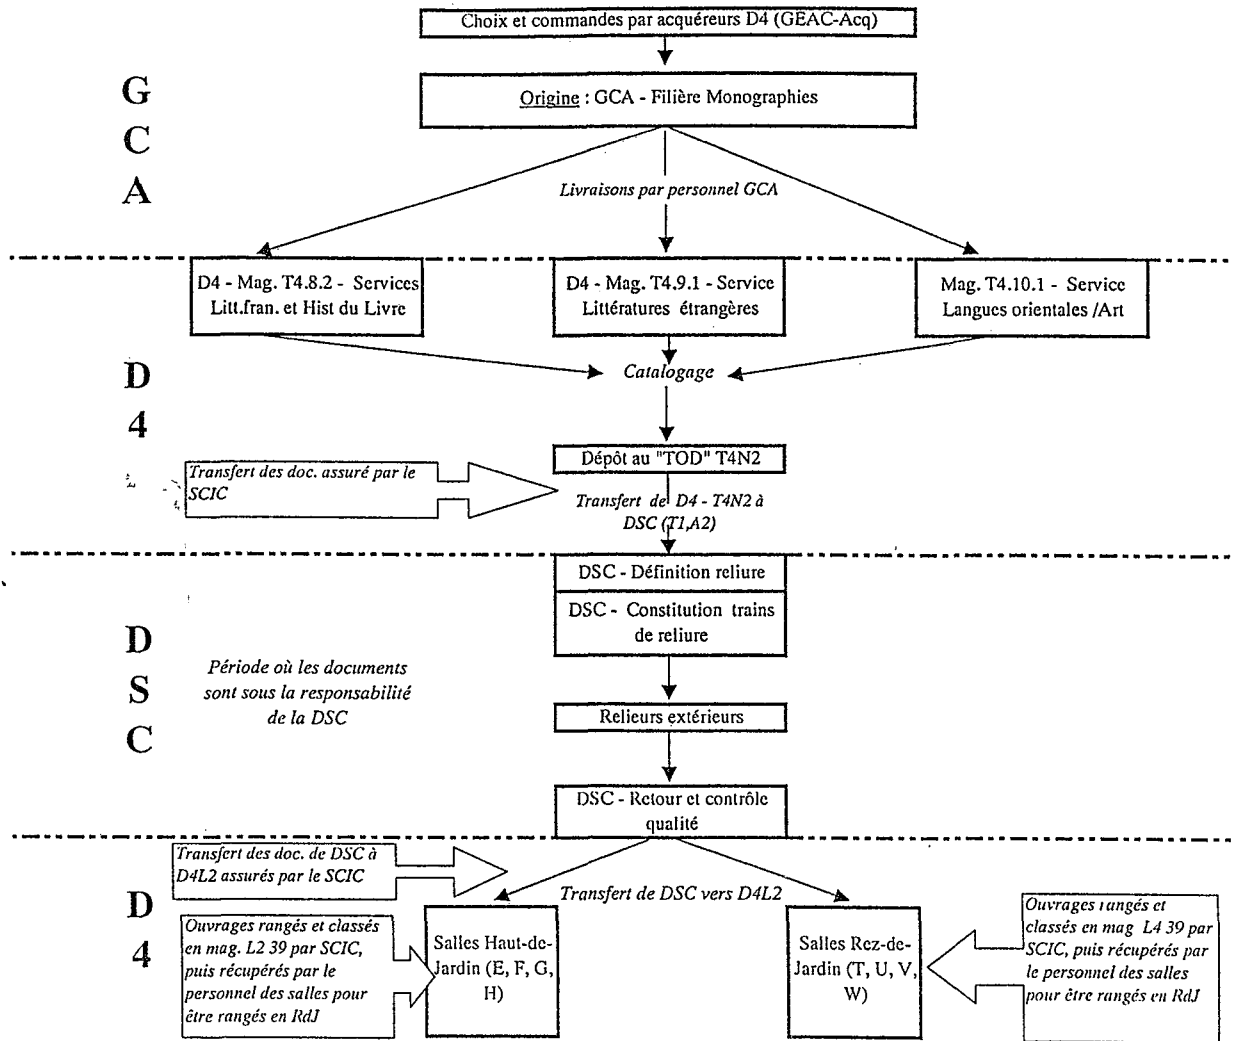 Choix et commandes par acquéreurs D4 (GEAC-Acq)
G
C
A
Origine : GCA - Filière Monographies
Livraisons par personnel GCA
D4 - Mag. T4.8.2 - Services
Litt.fran. et Hist du Livre
D4 - Mag. T4.9.1 - Service
Littératures étrangères
Mag. T4.10.1 - Service
Langues orientales /Art
D
4
Catalogage
Dépôt au "TOD" T4N2
Transfert des doc. assuré par le
SCIC
Transfert de D4 - T4N2 à
DSC (T1,A2)
DSC - Définition reliure
DSC - Constitution trains
de reliure
D
S
C
Période où les documents
sont sous la responsabilité
de la DSC
Relieurs extérieurs
DSC - Retour et contrôle
qualité
Transfert des doc. de DSC à
D4L2 assurés par le SCIC
Transfert de DSC vers D4L2
D
4
Ouvrages rangés et classés
en mag. L2 39 par SCIC,
puis récupérés par le
personnel des salles pour
être rangés en RdJ
Salles Haut-de-
Jardin (E, F, G,
H)
Salles Rez-de-
Jardin (T, U, V,
W)
Ouvrages rangés et
classés en mag L4 39 par
SCIC, puis récupérés par
le personnel des salles
pour être rangés en RdJ